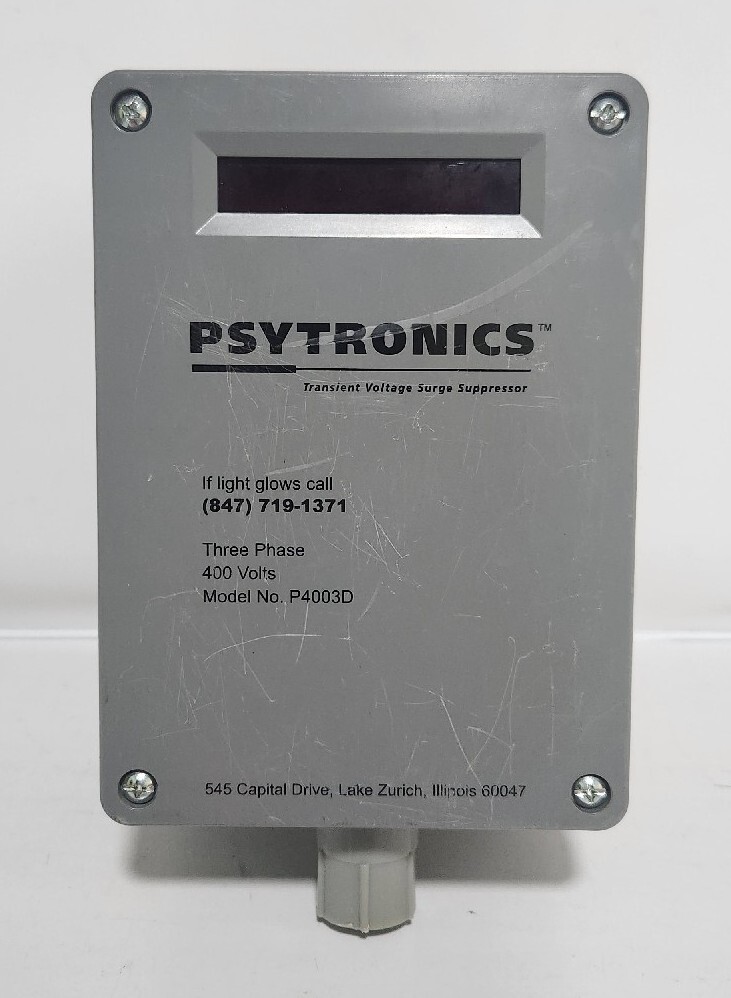 PSYTRONICS™
Transient Voltage Surge Suppressor
If light glows call
(847) 719-1371
Three Phase
400 Volts
Model No. P4003D
545 Capital Drive, Lake Zurich, Illinois 60047